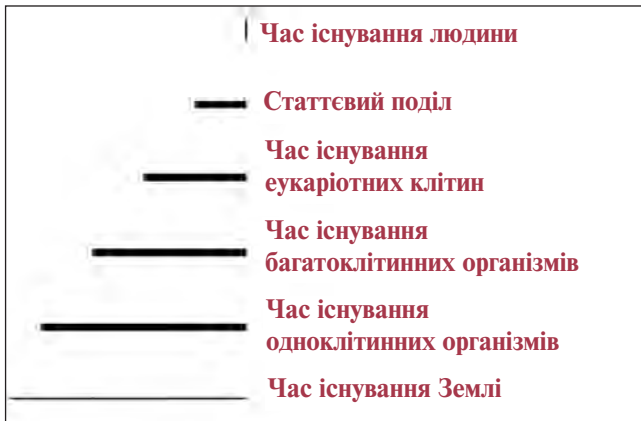 Час існування людини
Статтєвий поділ
Час існування
еукаріотних клітин
Час існування
багатоклітинних організмів
Час існування
одноклітинних організмів
Час існування Землі